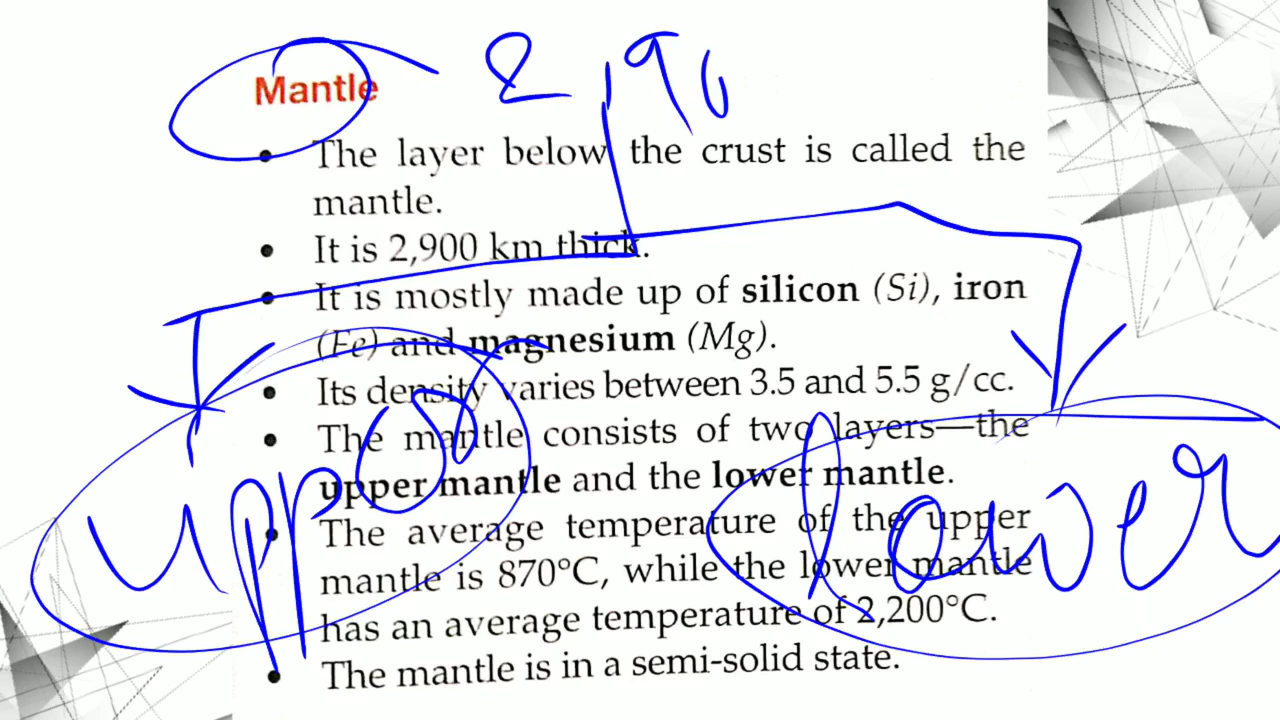 Mantle
2,90
• The layer below the crust is called the
mantle.
• It is 2,900 km thick.
• It is mostly made up of silicon (Si), iron
(Fe) and magnesium (Mg).
• Its density varies between 3.5 and 5.5 g/cc.
• The mantle consists of two layers—the
upper mantle and the lower mantle.
• The average temperature of the upper
mantle is 870°C, while the lower mantle
has an average temperature of 2,200°C.
• The mantle is in a semi-solid state.
upper
lower